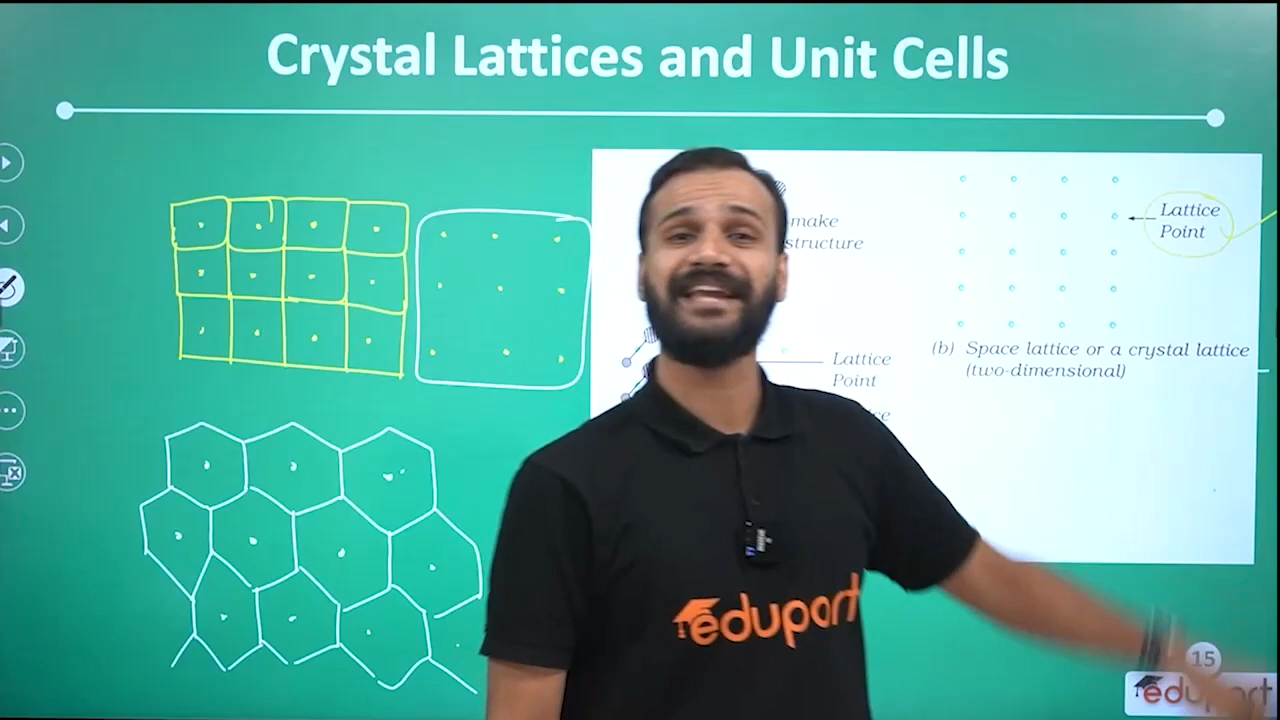 Crystal Lattices and Unit Cells
make
structure
Lattice
Point
Lattice
Point
(b) Space lattice or a crystal lattice
(two-dimensional)
eduport
15
eduport